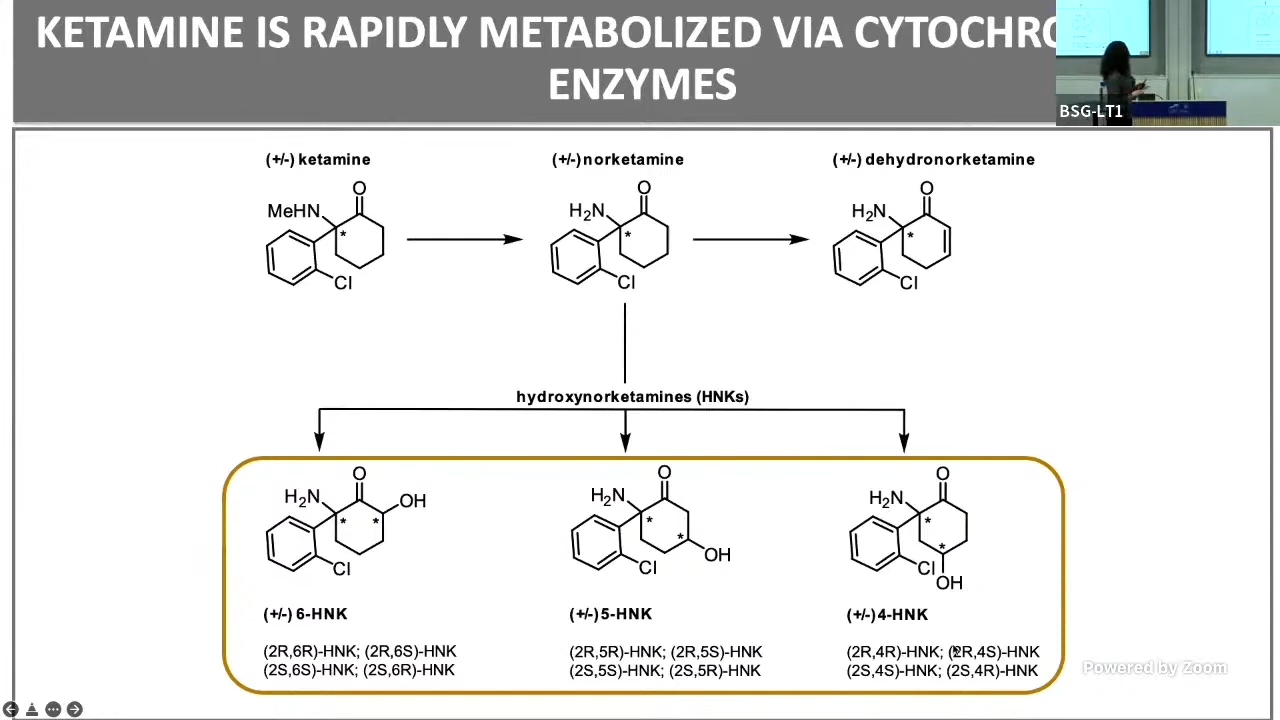 KETAMINE IS RAPIDLY METABOLIZED VIA
ENZYMES
BSG-LT1
(+/-) ketamine
(+/-) norketamine
(+/-) dehydronorketamine
O
O
O
MeHN
H₂N
H₂N
*
*
*
Cl
Cl
Cl
hydroxynorketamines (HNKs)
O
O
O
H₂N
OH
H₂N
H₂N
* *
*
*
*
*
Cl
Cl
OH
Cl
OH
(+/-) 6-HNK
(+/-) 5-HNK
(+/-) 4-HNK
(2R,6R)-HNK; (2R,6S)-HNK
(2R,5R)-HNK; (2R,5S)-HNK
(2R,4R)-HNK; (2R,4S)-HNK
(2S,6S)-HNK; (2S,6R)-HNK
(2S,5S)-HNK; (2S,5R)-HNK
(2S,4S)-HNK; (2S,4R)-HNK
Powered by Zoom